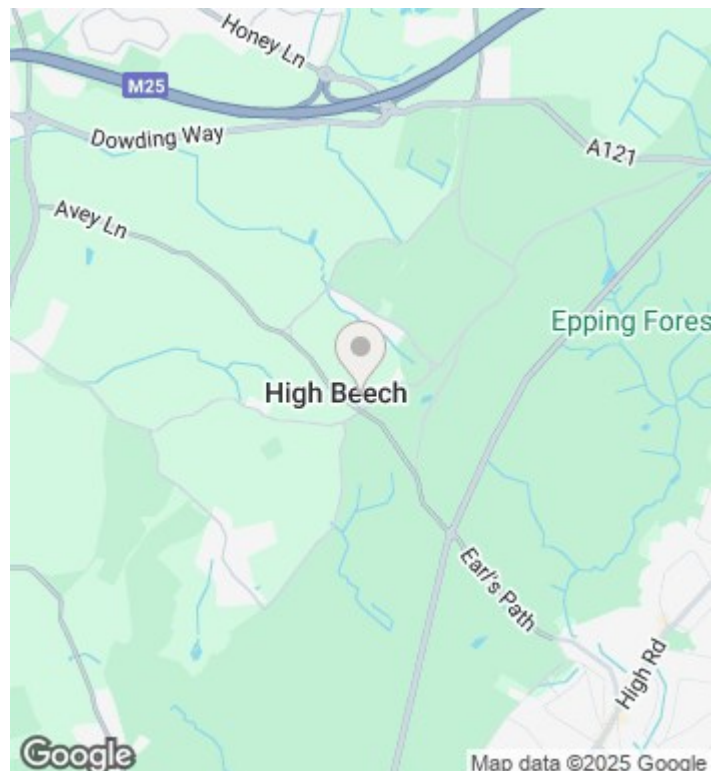 Honey Ln
M25
Dowding Way
A121
Avey Ln
Epping Fores
High Beech
Earl's Path
High Rd
Google
Map data ©2025 Google